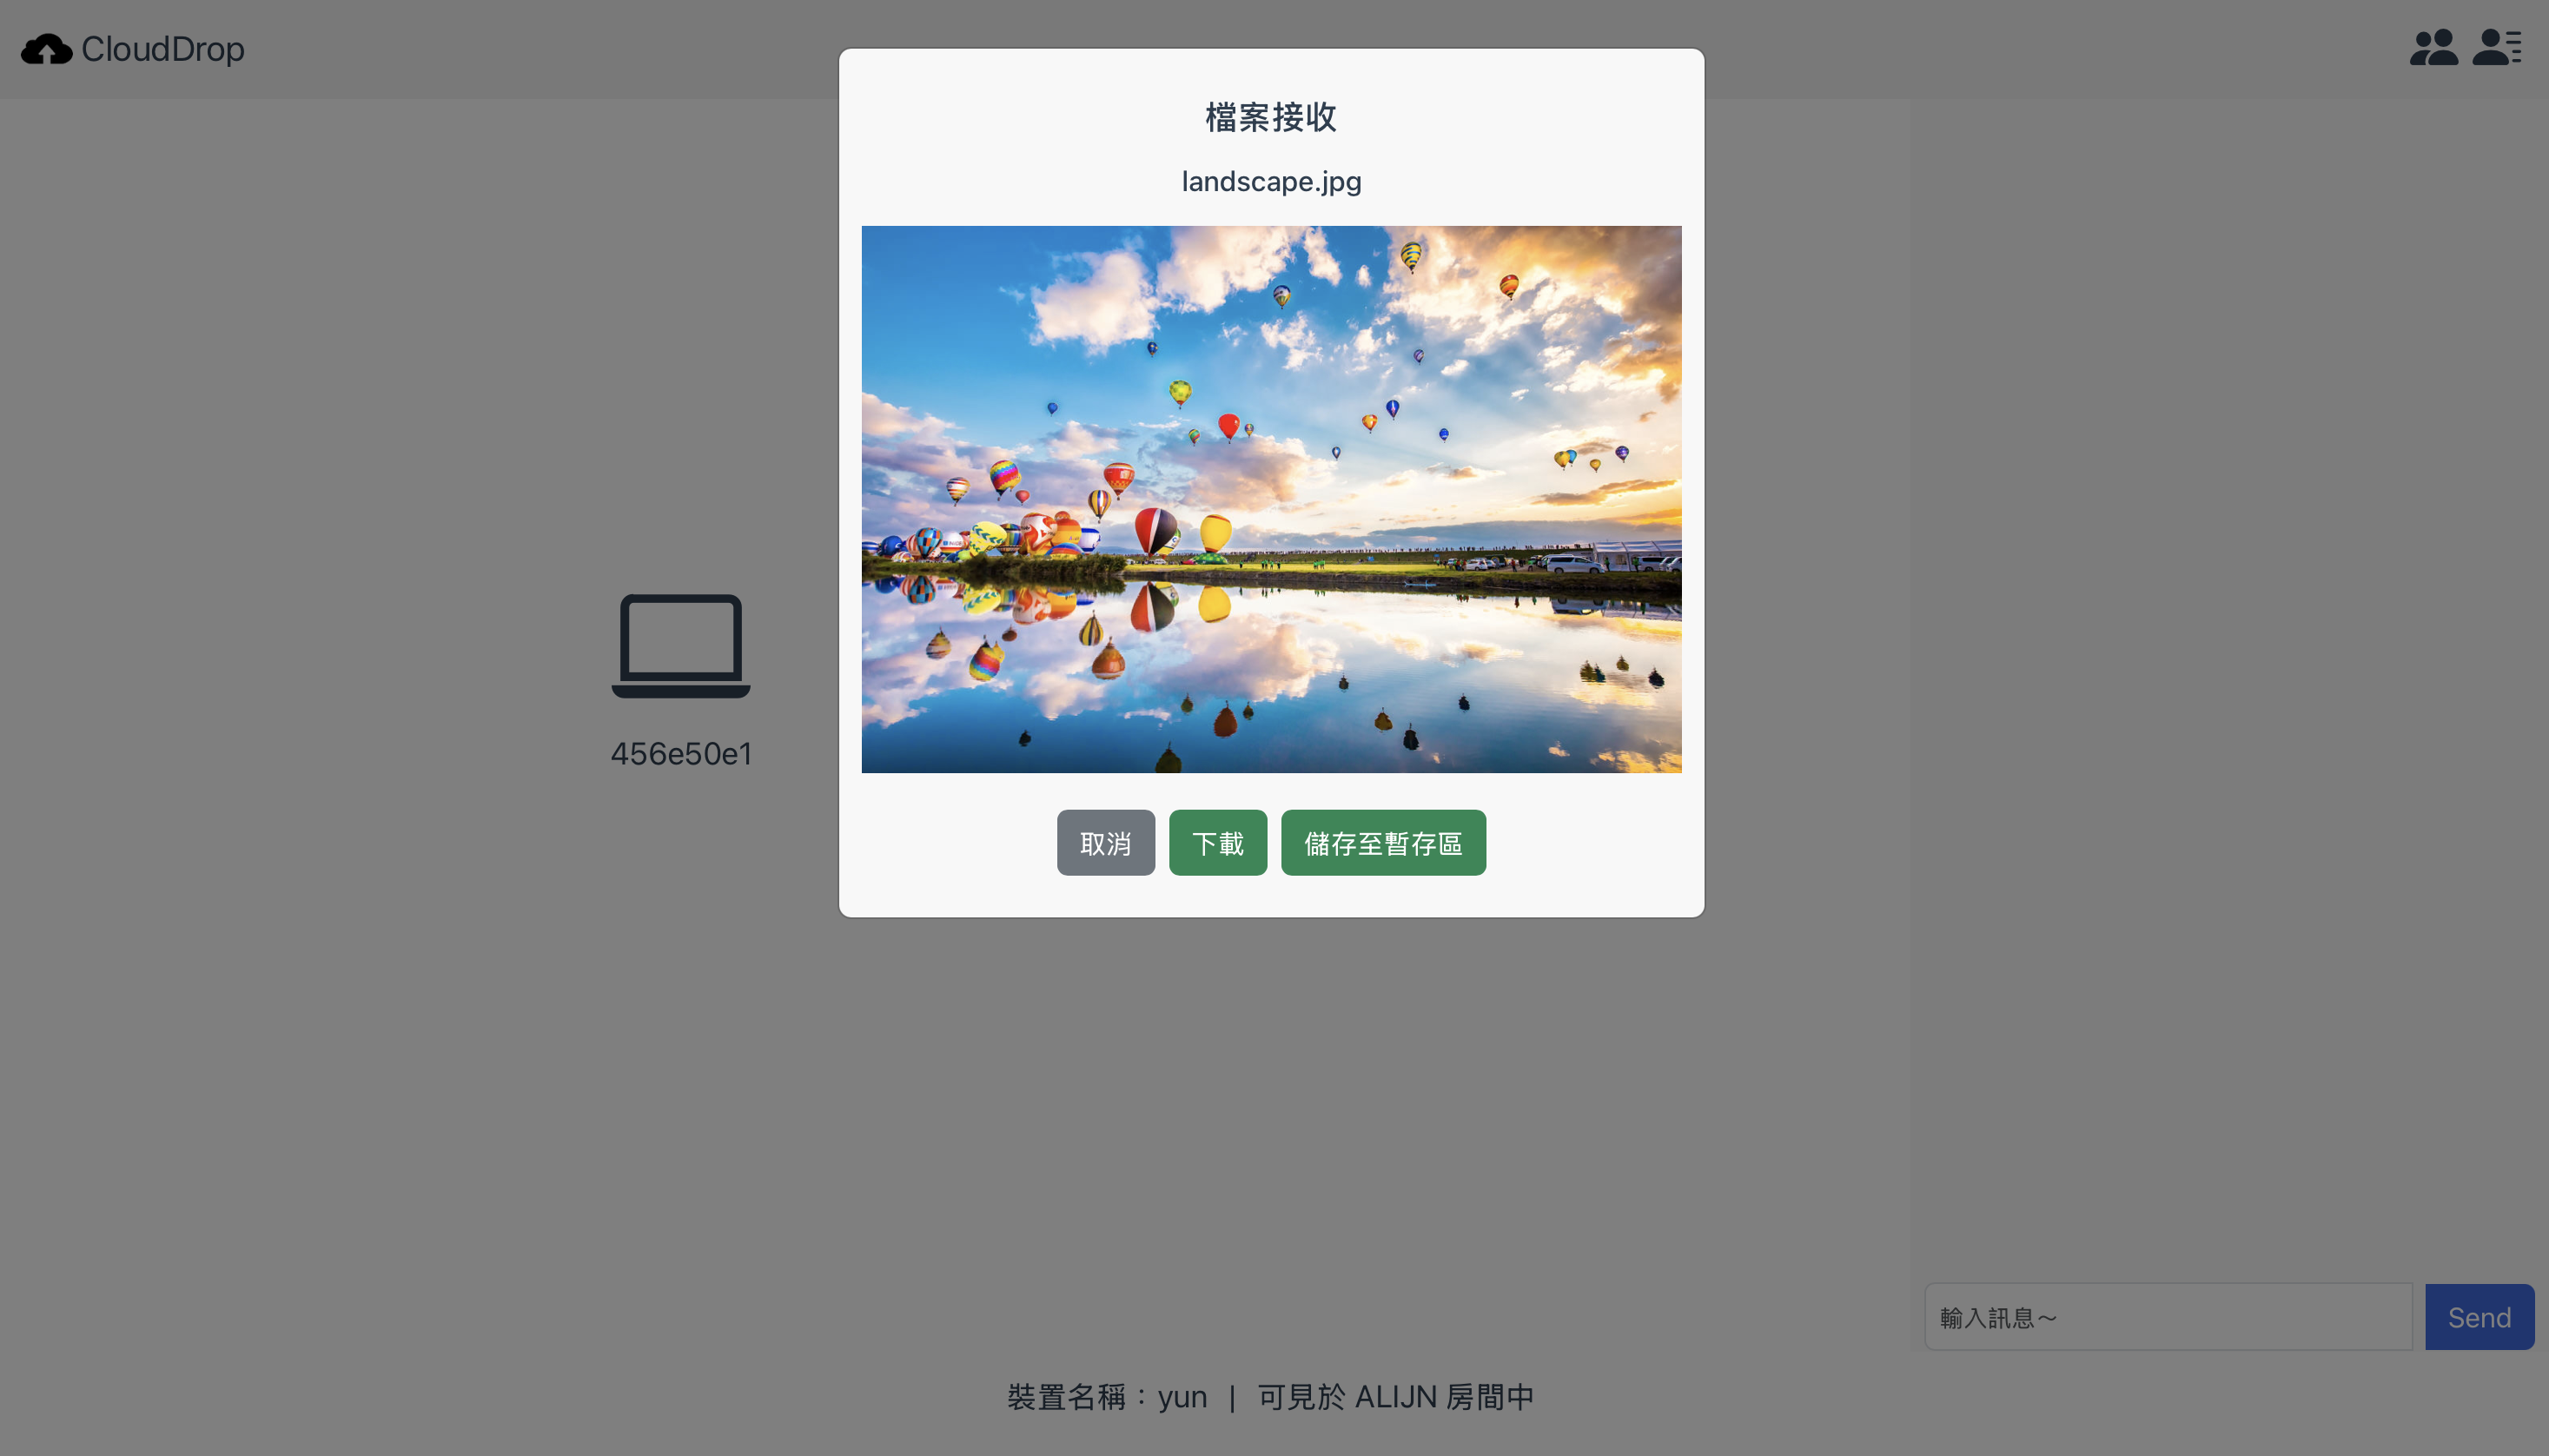 CloudDrop
檔案接收
landscape.jpg
456e50e1
取消
下載
儲存至暫存區
輸入訊息～
Send
裝置名稱：yun | 可見於 ALIJN 房間中